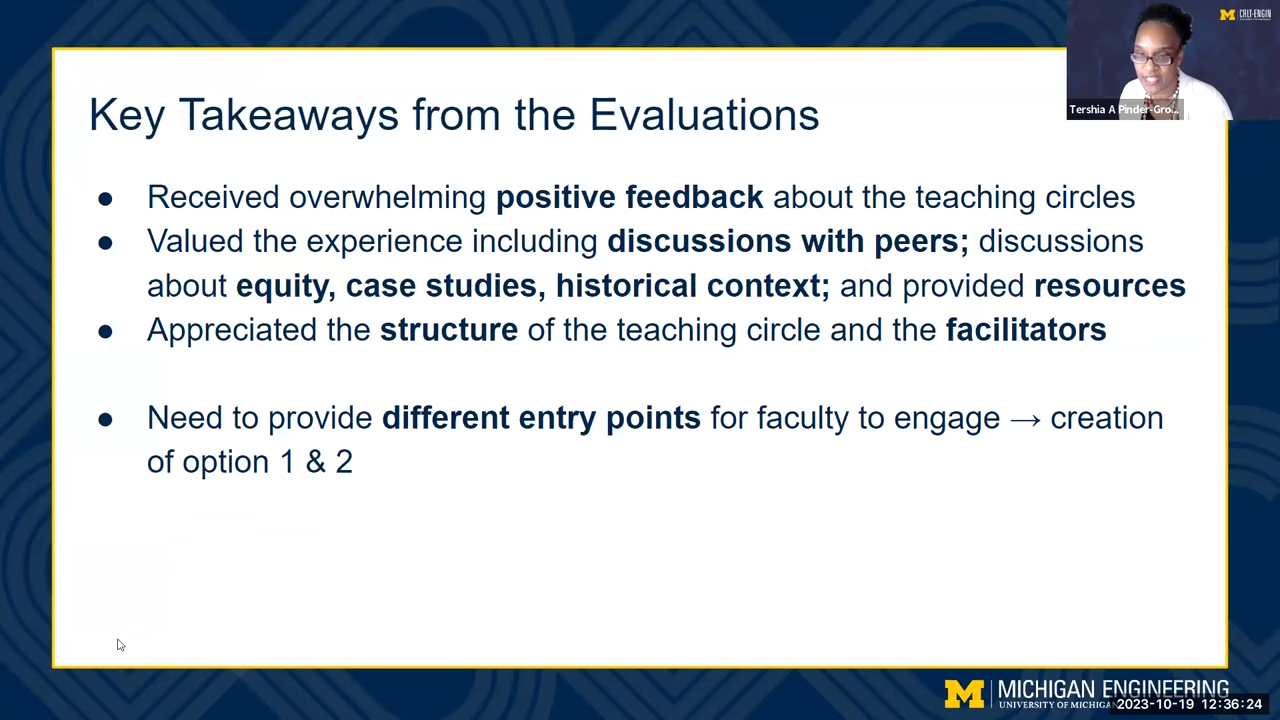 CRLT-ENGIN
Tershia A Pinder-Gro...
Key Takeaways from the Evaluations
● Received overwhelming positive feedback about the teaching circles
● Valued the experience including discussions with peers; discussions
about equity, case studies, historical context; and provided resources
● Appreciated the structure of the teaching circle and the facilitators
● Need to provide different entry points for faculty to engage → creation
of option 1 & 2
M MICHIGAN ENGINEERING
UNIVERSITY OF MICHIGAN
2023-10-19 12:36:24